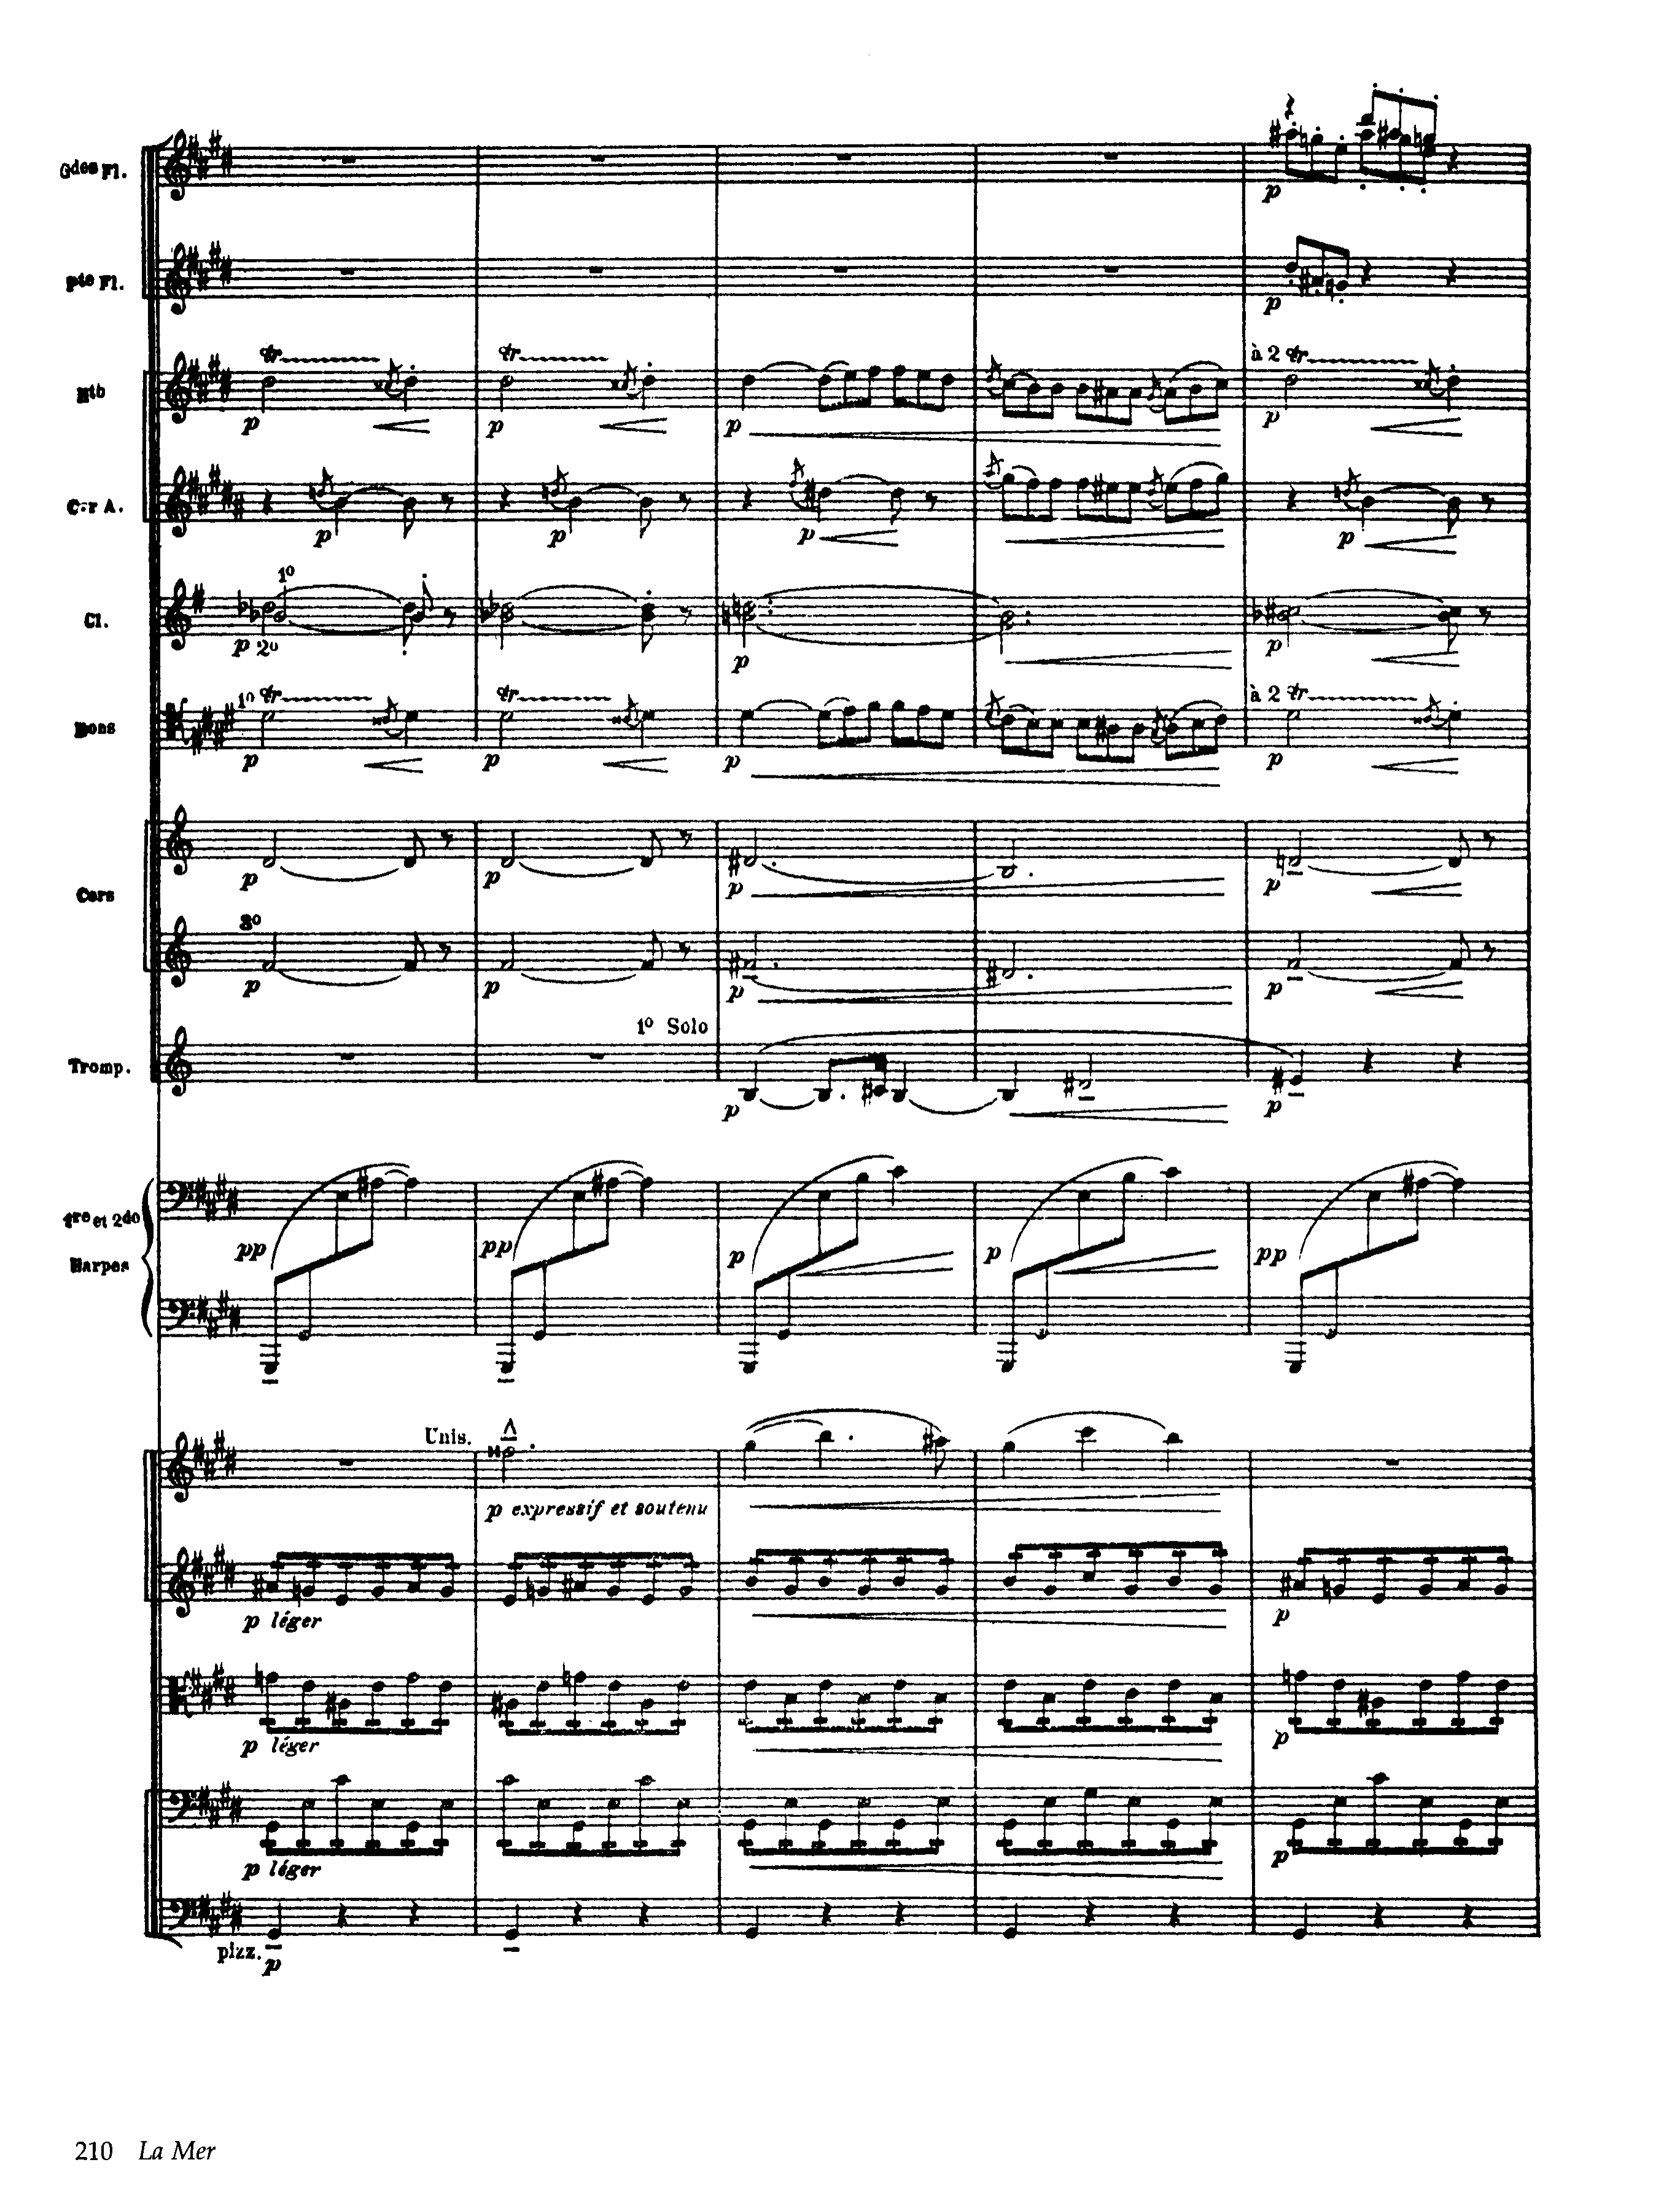 Gdes Fl.
p
pte Fl.
p
à 2 tr
Htb
tr
tr
p
p
p
p
Cor A.
p
p
p
p
1º
Cl.
p 2º
p
p
1º tr
tr
à 2 tr
Bons
p
p
p
p
p
p
p
p
Cors
3º
p
p
p
p
1º Solo
Tromp.
p
p
1re et 2de
pp
pp
p
p
pp
Harpes
Unis.
p expressif et soutenu
p léger
p
p léger
p
p léger
p
pizz.
p
210 La Mer